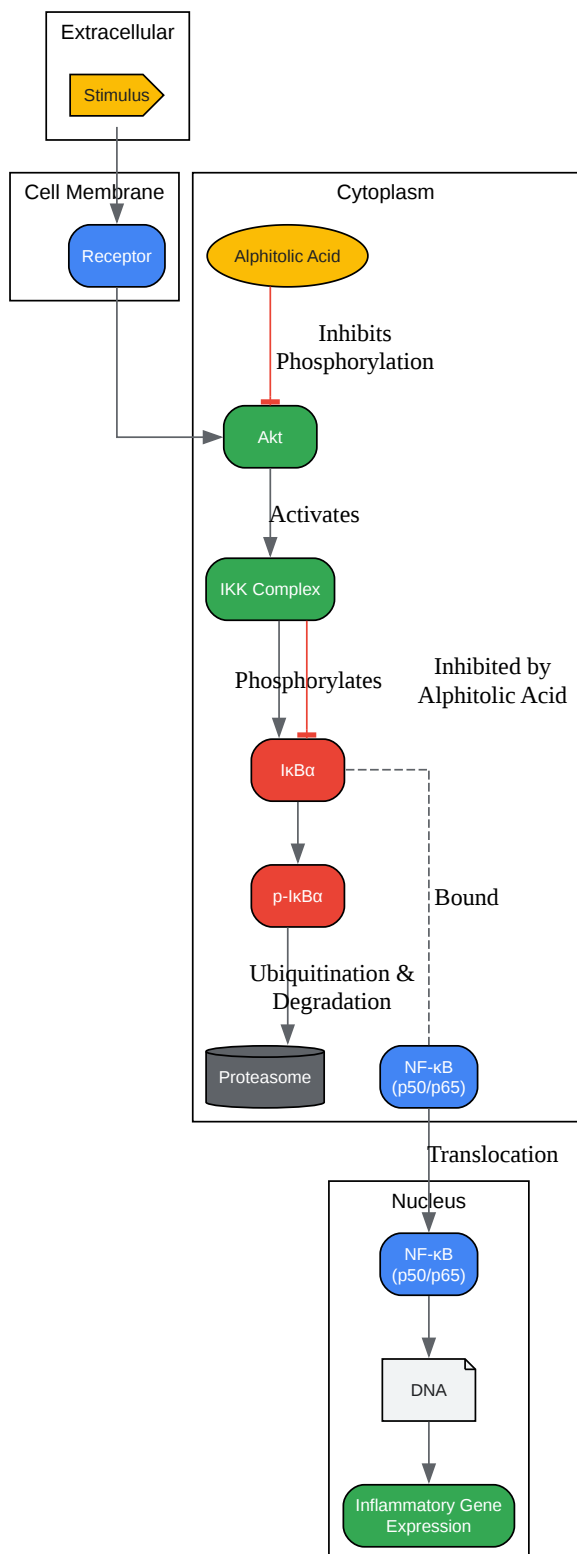 Extracellular
Stimulus
Cell Membrane
Receptor
Cytoplasm
Alphitolic Acid
Inhibits
Phosphorylation
Akt
Activates
IKK Complex
Phosphorylates
Inhibited by
Alphitolic Acid
IκBα
p-IκBα
Bound
Ubiquitination &
Degradation
Proteasome
NF-κB
(p50/p65)
Translocation
Nucleus
NF-κB
(p50/p65)
DNA
Inflammatory Gene
Expression